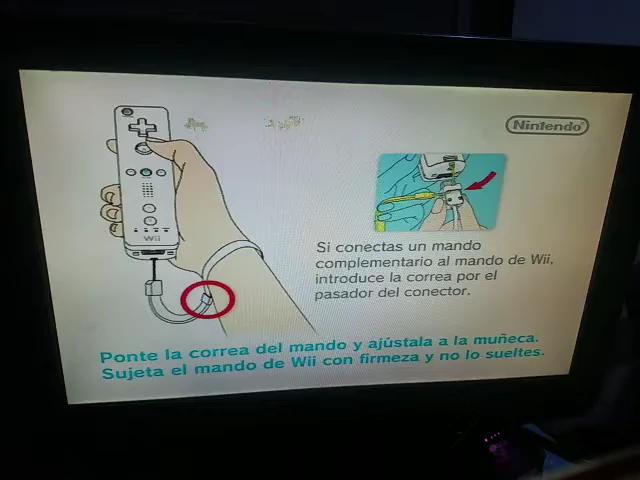 Nintendo
Wii
Si conectas un mando
complementario al mando de Wii,
introduce la correa por el
pasador del conector.
Ponte la correa del mando y ajústala a la muñeca.
Sujeta el mando de Wii con firmeza y no lo sueltes.